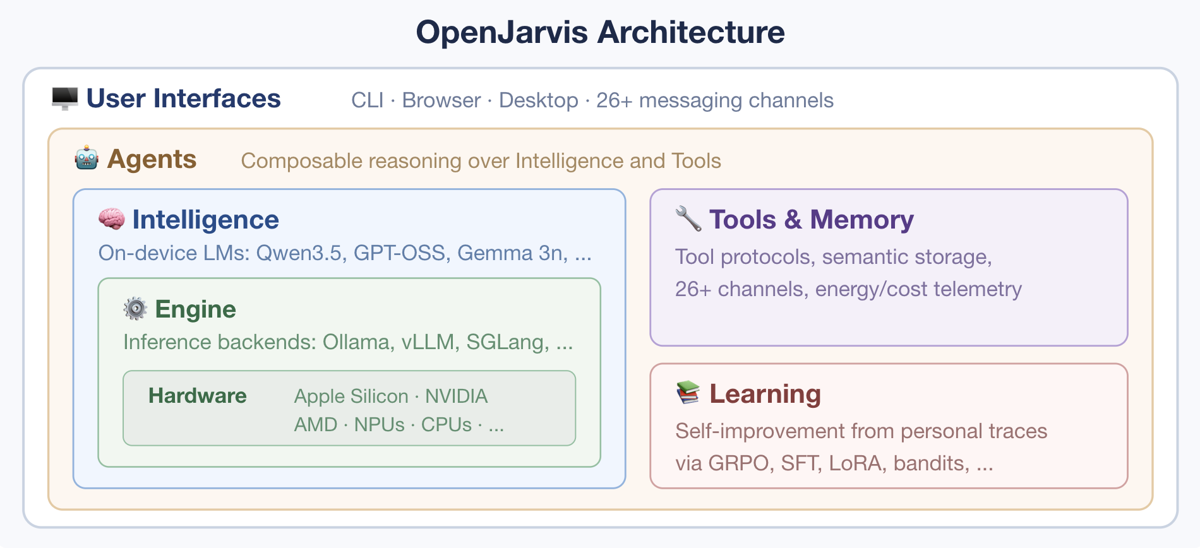 OpenJarvis Architecture
User Interfaces
CLI · Browser · Desktop · 26+ messaging channels
Agents
Composable reasoning over Intelligence and Tools
Intelligence
On-device LMs: Qwen3.5, GPT-OSS, Gemma 3n, ...
Engine
Inference backends: Ollama, vLLM, SGLang, ...
Hardware
Apple Silicon · NVIDIA
AMD · NPUs · CPUs · ...
Tools & Memory
Tool protocols, semantic storage,
26+ channels, energy/cost telemetry
Learning
Self-improvement from personal traces
via GRPO, SFT, LoRA, bandits, ...